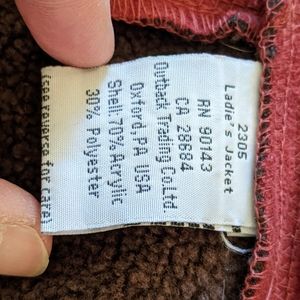 2305
Ladie's Jacket
RN 90143
CA 28684
Outback Trading Co.Ltd.
Oxford PA USA
Shell:70% Acrylic
30% Polyester
(see reverse for care)